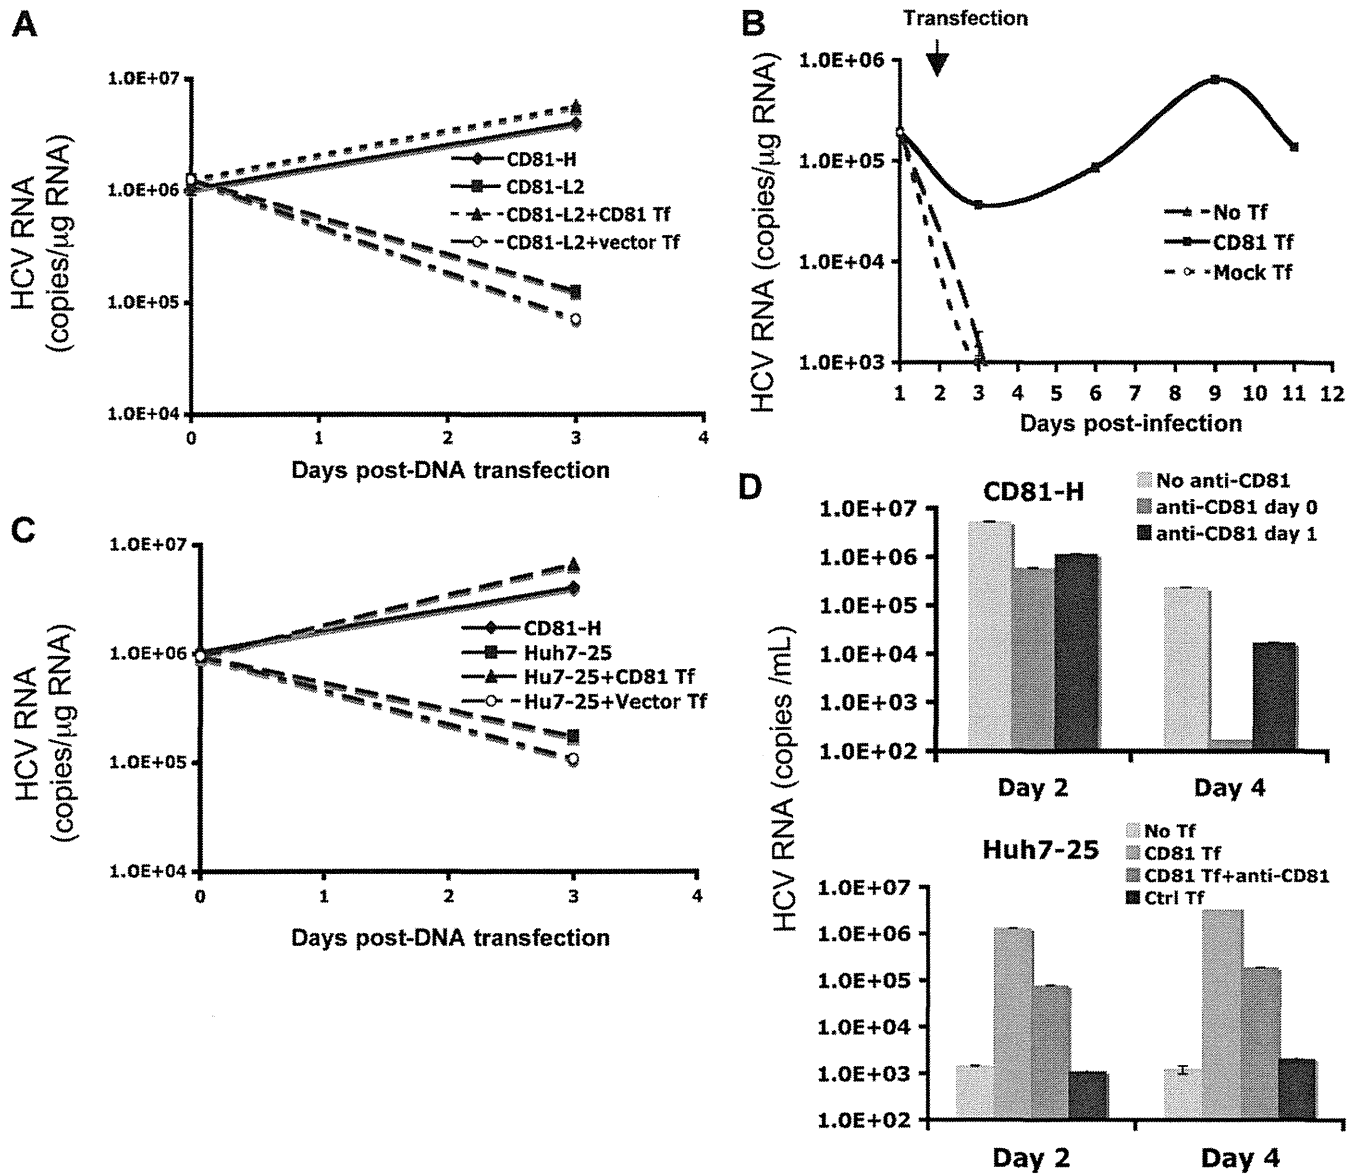 A
HCV RNA
(copies/µg RNA)
1.0E+07
1.0E+06
1.0E+05
1.0E+04
0
1
2
3
4
CD81-H
CD81-L2
CD81-L2+CD81 Tf
CD81-L2+vector Tf
Days post-DNA transfection
B
Transfection
HCV RNA (copies/µg RNA)
1.0E+06
1.0E+05
1.0E+04
1.0E+03
1
2
3
4
5
6
7
8
9
10
11
12
No Tf
CD81 Tf
Mock Tf
Days post-infection
C
HCV RNA
(copies/µg RNA)
1.0E+07
1.0E+06
1.0E+05
1.0E+04
0
1
2
3
4
CD81-H
Huh7-25
Hu7-25+CD81 Tf
Hu7-25+Vector Tf
Days post-DNA transfection
D
HCV RNA (copies /mL)
CD81-H
No anti-CD81
anti-CD81 day 0
anti-CD81 day 1
1.0E+07
1.0E+06
1.0E+05
1.0E+04
1.0E+03
1.0E+02
Day 2
Day 4
Huh7-25
No Tf
CD81 Tf
CD81 Tf+anti-CD81
Ctrl Tf
1.0E+07
1.0E+06
1.0E+05
1.0E+04
1.0E+03
1.0E+02
Day 2
Day 4